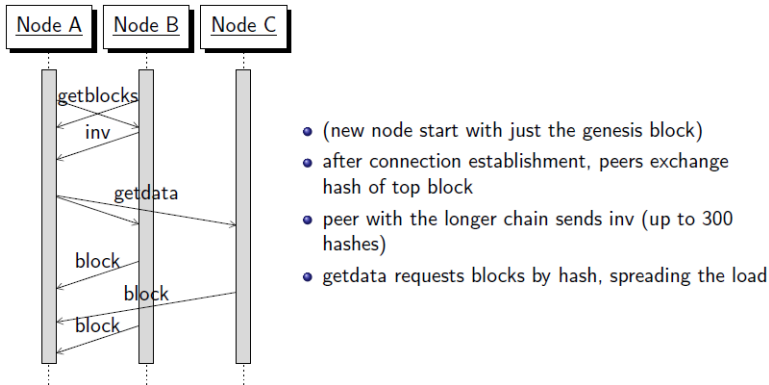 Node A
Node B
Node C
getblocks
inv
getdata
block
block
block
(new node start with just the genesis block)
after connection establishment, peers exchange
hash of top block
peer with the longer chain sends inv (up to 300
hashes)
getdata requests blocks by hash, spreading the load